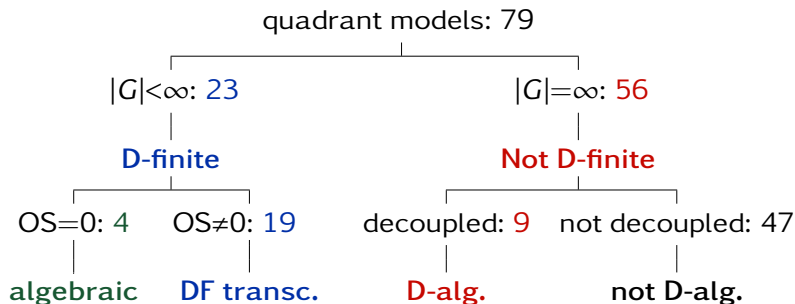 quadrant models: 79
|G|<∞: 23 |G|=∞: 56
D-finite Not D-finite
OS=0: 4 OS≠0: 19 decoupled: 9 not decoupled: 47
algebraic DF transc. D-alg. not D-alg.